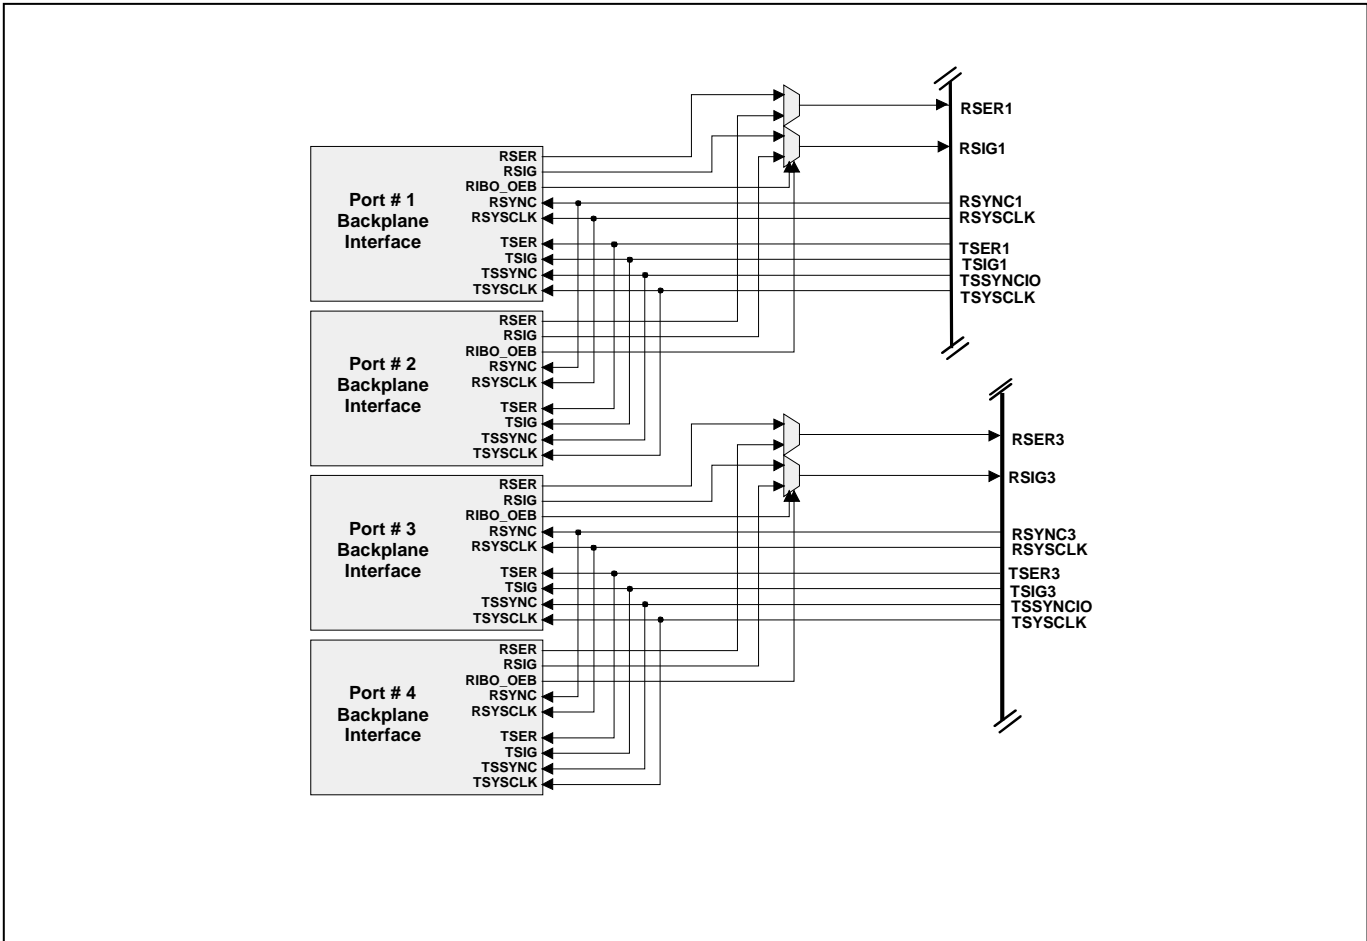 RSER1
RSIG1
RSER
RSIG
RIBO_OEB
RSYNC
RSYSCLK
TSER
TSIG
TSSYNC
TSYSCLK
Port # 1
Backplane
Interface
RSYNC1
RSYSCLK
TSER1
TSIG1
TSSYNCIO
TSYSCLK
RSER
RSIG
RIBO_OEB
RSYNC
RSYSCLK
TSER
TSIG
TSSYNC
TSYSCLK
Port # 2
Backplane
Interface
RSER3
RSIG3
RSER
RSIG
RIBO_OEB
RSYNC
RSYSCLK
TSER
TSIG
TSSYNC
TSYSCLK
Port # 3
Backplane
Interface
RSYNC3
RSYSCLK
TSER3
TSIG3
TSSYNCIO
TSYSCLK
RSER
RSIG
RIBO_OEB
RSYNC
RSYSCLK
TSER
TSIG
TSSYNC
TSYSCLK
Port # 4
Backplane
Interface